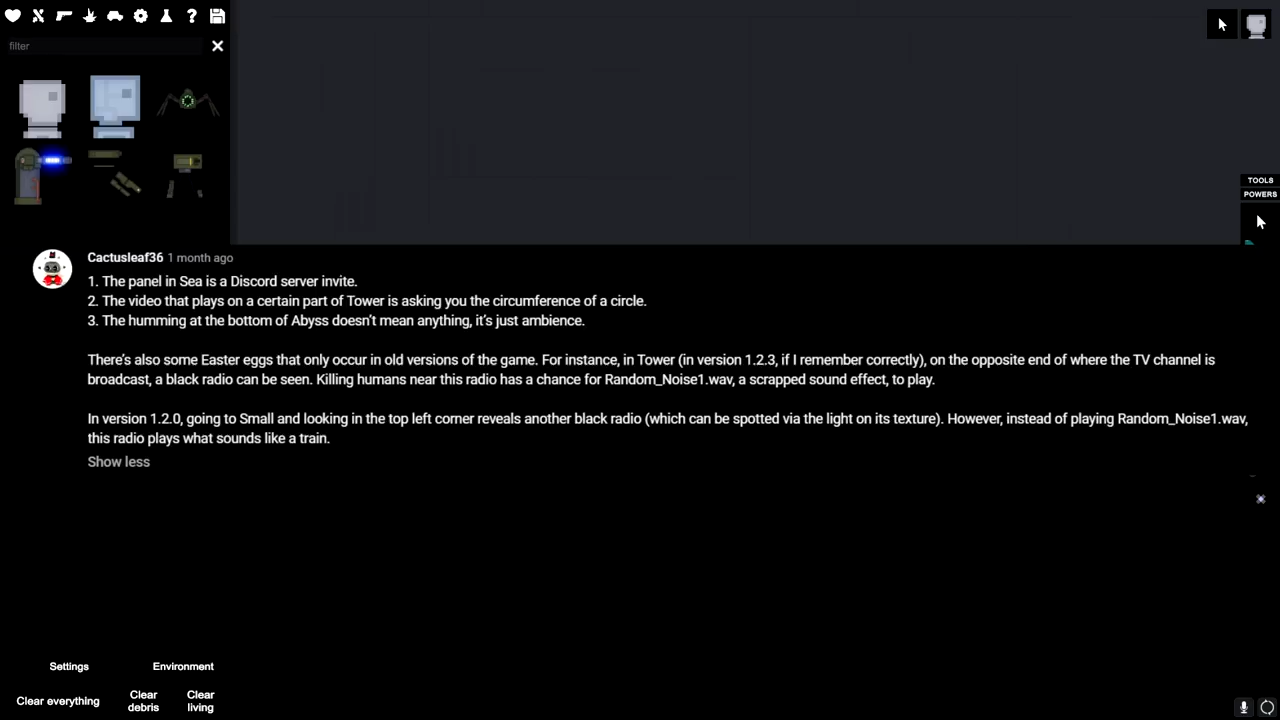 filter
TOOLS
POWERS
Cactusleaf36 1 month ago
1. The panel in Sea is a Discord server invite.
2. The video that plays on a certain part of Tower is asking you the circumference of a circle.
3. The humming at the bottom of Abyss doesn't mean anything, it's just ambience.
There's also some Easter eggs that only occur in old versions of the game. For instance, in Tower (in version 1.2.3, if I remember correctly), on the opposite end of where the TV channel is
broadcast, a black radio can be seen. Killing humans near this radio has a chance for Random_Noise1.wav, a scrapped sound effect, to play.
In version 1.2.0, going to Small and looking in the top left corner reveals another black radio (which can be spotted via the light on its texture). However, instead of playing Random_Noise1.wav,
this radio plays what sounds like a train.
Show less
Settings Environment
Clear everything Clear debris Clear living